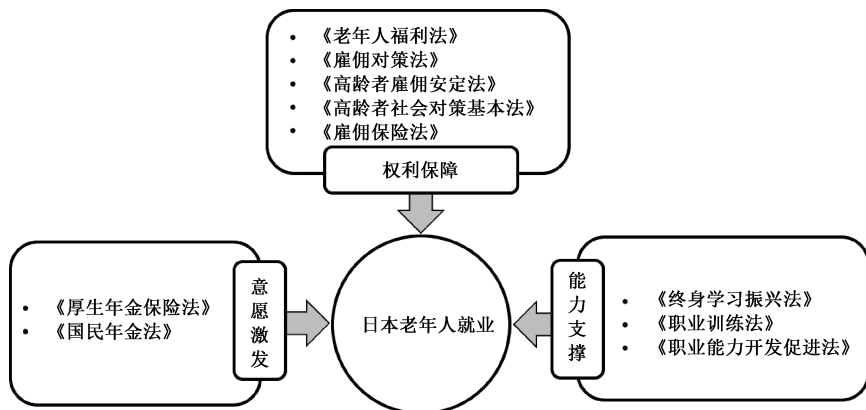 • 《老年人福利法》
• 《雇佣对策法》
• 《高龄者雇佣安定法》
• 《高龄者社会对策基本法》
• 《雇佣保险法》
权利保障
• 《厚生年金保险法》
• 《国民年金法》
意愿激发
日本老年人就业
能力支撑
• 《终身学习振兴法》
• 《职业训练法》
• 《职业能力开发促进法》